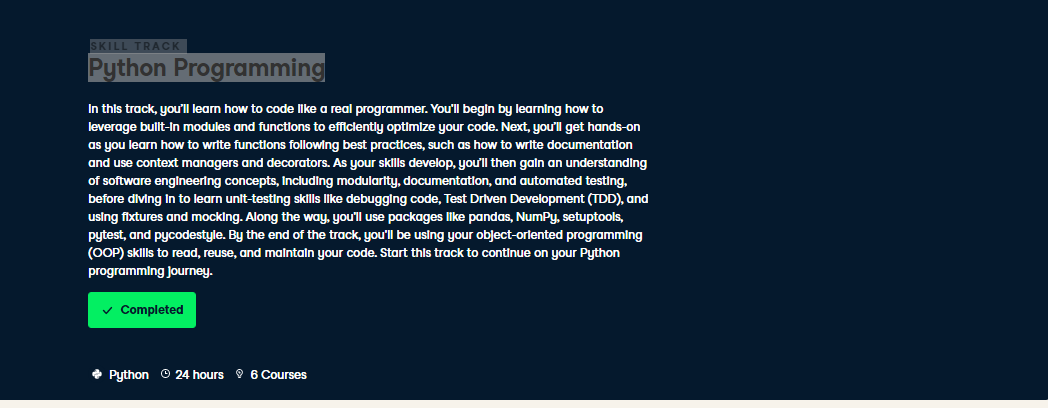 SKILL TRACK
Python Programming
In this track, you'll learn how to code like a real programmer. You'll begin by learning how to
leverage built-in modules and functions to efficiently optimize your code. Next, you'll get hands-on
as you learn how to write functions following best practices, such as how to write documentation
and use context managers and decorators. As your skills develop, you'll then gain an understanding
of software engineering concepts, including modularity, documentation, and automated testing,
before diving in to learn unit-testing skills like debugging code, Test Driven Development (TDD), and
using fixtures and mocking. Along the way, you'll use packages like pandas, NumPy, setuptools,
pytest, and pycodestyle. By the end of the track, you'll be using your object-oriented programming
(OOP) skills to read, reuse, and maintain your code. Start this track to continue on your Python
programming journey.
Completed
Python 24 hours 6 Courses